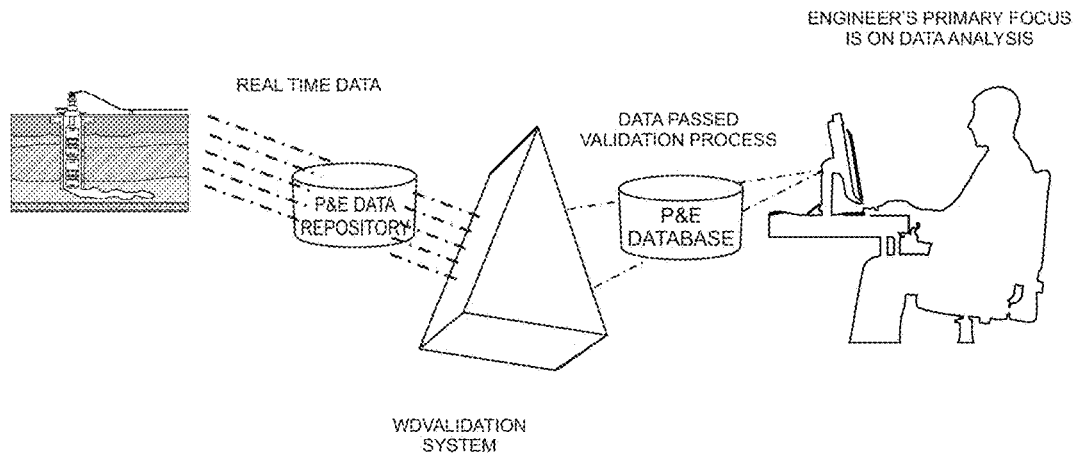 ENGINEER'S PRIMARY FOCUS
IS ON DATA ANALYSIS
REAL TIME DATA
DATA PASSED
VALIDATION PROCESS
P&E DATA
REPOSITORY
P&E
DATABASE
WDVALIDATION
SYSTEM